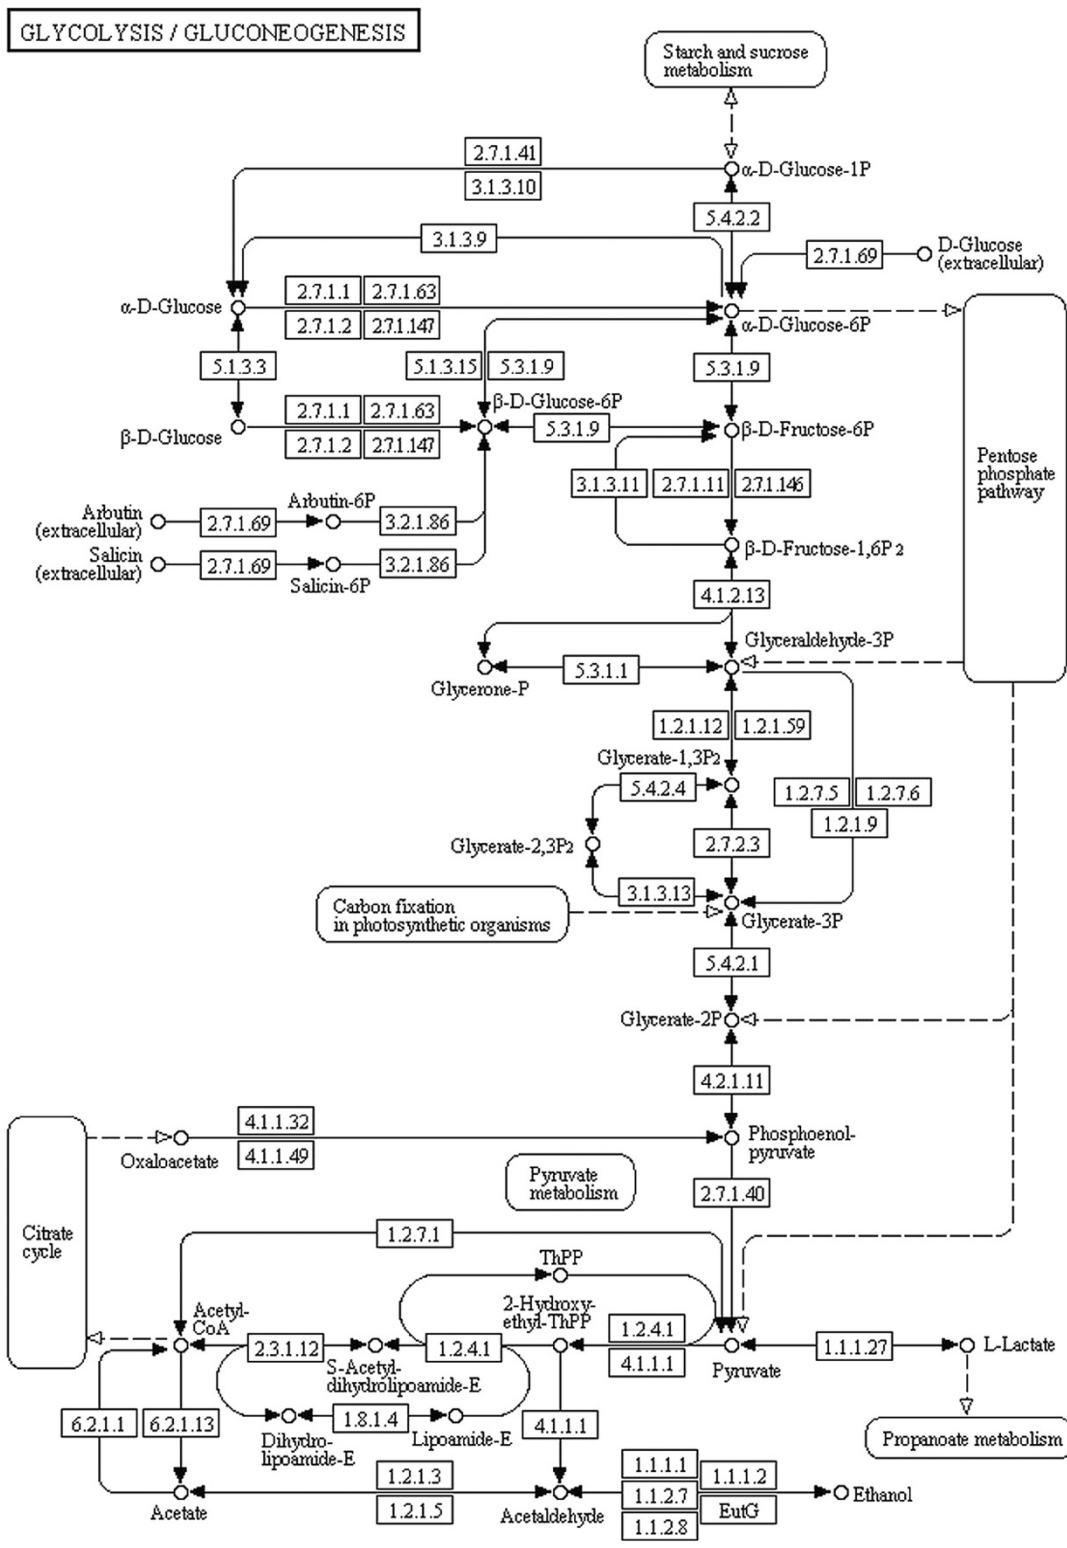 GLYCOLYSIS / GLUCONEOGENESIS
Starch and sucrose
metabolism
2.7.1.41
3.1.3.10
α-D-Glucose-1P
5.4.2.2
3.1.3.9
2.7.1.69
D-Glucose
(extracellular)
α-D-Glucose
2.7.1.1
2.7.1.63
2.7.1.2
2.7.1.147
α-D-Glucose-6P
5.1.3.3
5.1.3.15
5.3.1.9
5.3.1.9
β-D-Glucose
2.7.1.1
2.7.1.63
2.7.1.2
2.7.1.147
β-D-Glucose-6P
5.3.1.9
β-D-Fructose-6P
Pentose
phosphate
pathway
3.1.3.11
2.7.1.11
2.7.1.146
Arbutin
(extracellular)
2.7.1.69
Arbutin-6P
3.2.1.86
Salicin
(extracellular)
2.7.1.69
Salicin-6P
3.2.1.86
β-D-Fructose-1,6P2
4.1.2.13
Glyceraldehyde-3P
Glycerone-P
5.3.1.1
1.2.1.12
1.2.1.59
Glycerate-1,3P2
5.4.2.4
1.2.7.5
1.2.7.6
1.2.1.9
Glycerate-2,3P2
2.7.2.3
3.1.3.13
Carbon fixation
in photosynthetic organisms
Glycerate-3P
5.4.2.1
Glycerate-2P
4.2.1.11
4.1.1.32
4.1.1.49
Oxaloacetate
Phosphoenol-
pyruvate
Pyruvate
metabolism
2.7.1.40
Citrate
cycle
1.2.7.1
ThPP
Acetyl-
CoA
2-Hydroxy-
ethyl-ThPP
2.3.1.12
S-Acetyl-
dihydrolipoamide-E
1.2.4.1
1.2.4.1
4.1.1.1
Pyruvate
1.1.1.27
L-Lactate
6.2.1.1
6.2.1.13
Dihydro-
lipoamide-E
1.8.1.4
Lipoamide-E
4.1.1.1
Propanoate metabolism
Acetate
1.2.1.3
1.2.1.5
Acetaldehyde
1.1.1.1
1.1.1.2
1.1.2.7
EutG
1.1.2.8
Ethanol